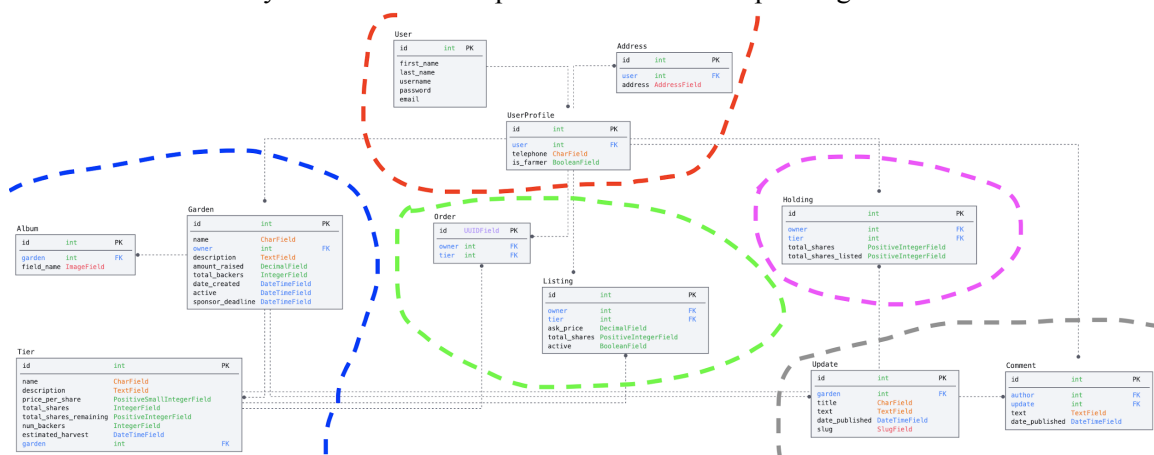 User
id int PK
first_name
last_name
username
password
email
Address
id int PK
user int FK
address AddressField
UserProfile
id int PK
user int FK
telephone CharField
is_farmer BooleanField
Album
id int PK
garden int FK
field_name ImageField
Garden
id int PK
name CharField
owner int FK
description TextField
amount_raised DecimalField
total_backers IntegerField
date_created DateTimeField
active DateTimeField
sponsor_deadline DateTimeField
Order
id UUIDField PK
owner int FK
tier int FK
Holding
id int PK
owner int FK
tier int FK
total_shares PositiveIntegerField
total_shares_listed PositiveIntegerField
Listing
id int PK
owner int FK
tier int FK
ask_price DecimalField
total_shares PositiveIntegerField
active BooleanField
Tier
id int PK
name CharField
description TextField
price_per_share PositiveSmallIntegerField
total_shares IntegerField
total_shares_remaining PositiveIntegerField
num_backers IntegerField
estimated_harvest DateTimeField
garden int FK
Update
id int PK
garden int FK
title CharField
text TextField
date_published DateTimeField
slug SlugField
Comment
id int PK
author int FK
update int FK
text TextField
date_published DateTimeField